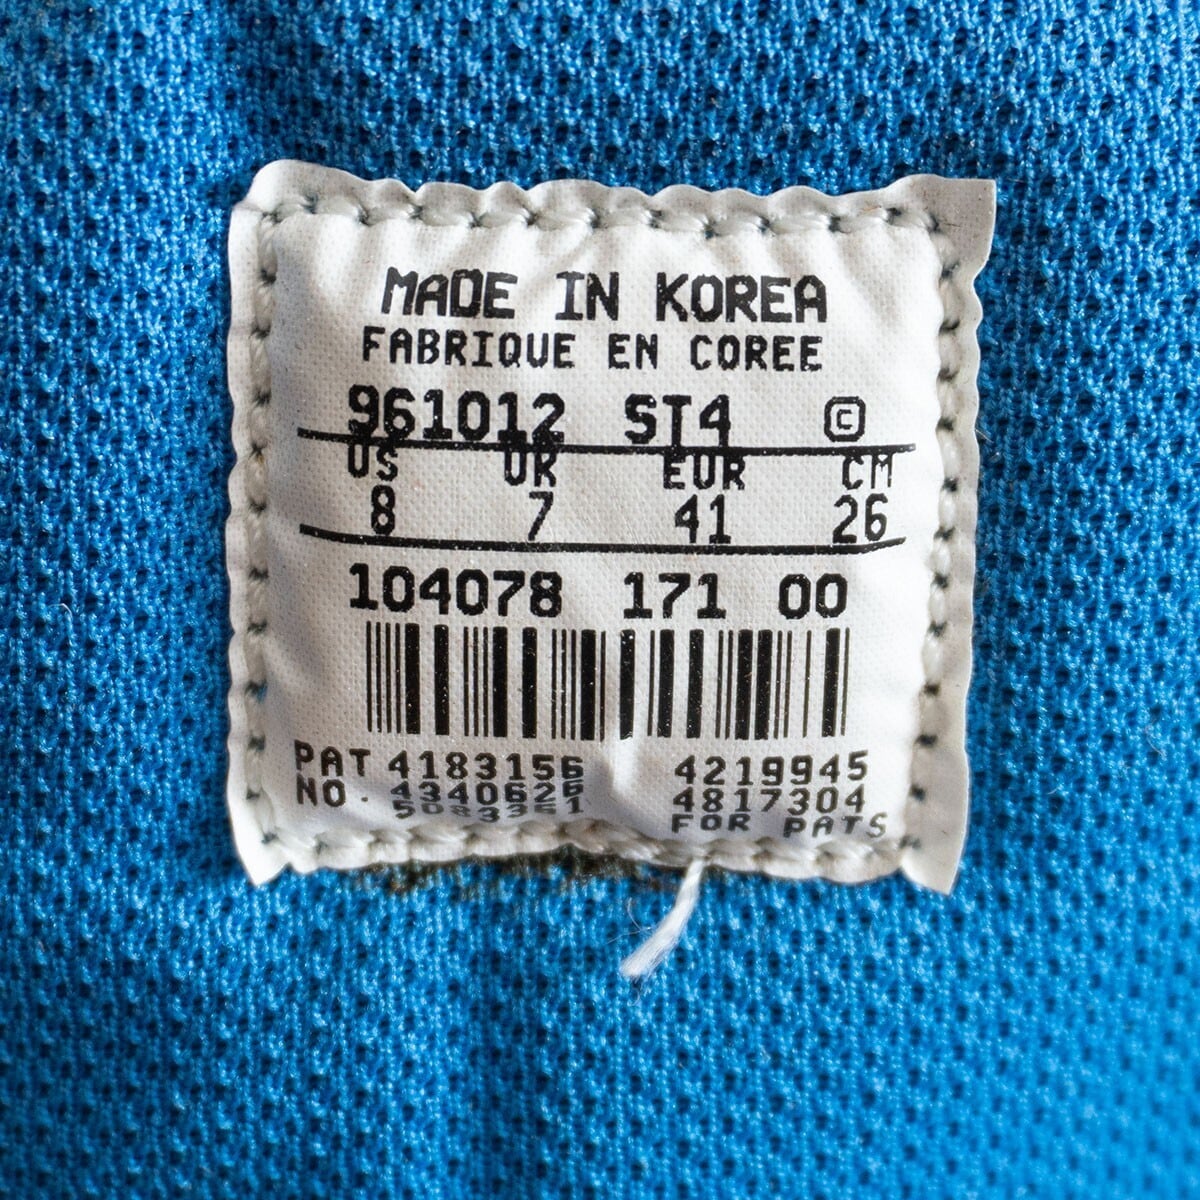 MADE IN KOREA
FABRIQUE EN COREE
961012 ST4 ©
US UK EUR CM
8 7 41 26
104078 171 00
PAT 4183156 4219945
NO. 4340626 4817304
5083361 FOR PATS